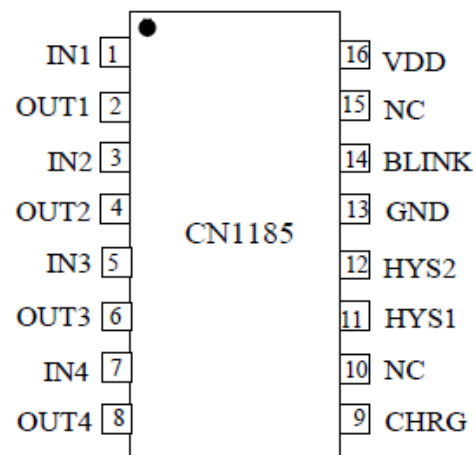 IN1 1 16 VDD
OUT1 2 15 NC
IN2 3 14 BLINK
OUT2 4 13 GND
CN1185
IN3 5 12 HYS2
OUT3 6 11 HYS1
IN4 7 10 NC
OUT4 8 9 CHRG